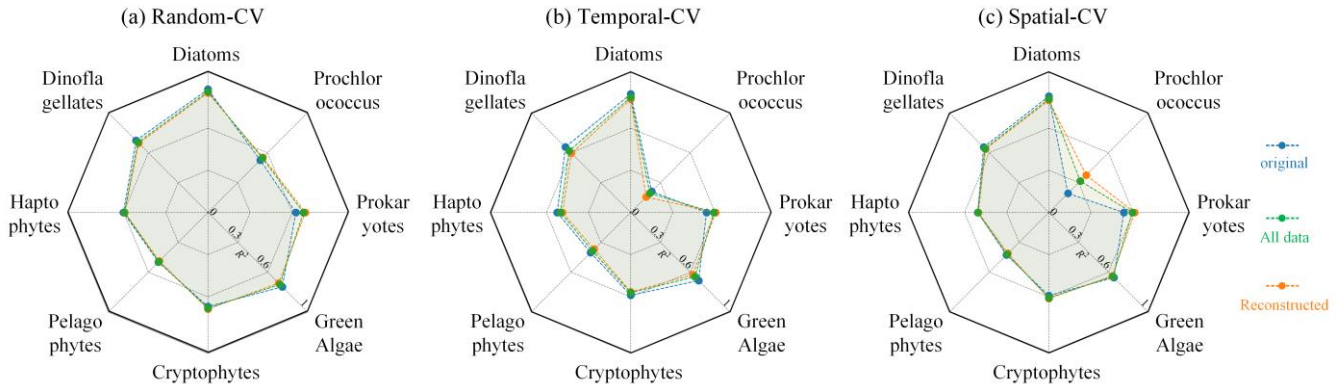 (a) Random-CV
Diatoms
Dinofla
gellates
Prochlor
ococcus
Hapto
phytes
Prokar
yotes
0
0.3
0.6
R²
Pelago
phytes
Green
Algae
Cryptophytes
(b) Temporal-CV
Diatoms
Dinofla
gellates
Prochlor
ococcus
Hapto
phytes
Prokar
yotes
0
0.3
0.6
1
R²
Pelago
phytes
Green
Algae
Cryptophytes
(c) Spatial-CV
Diatoms
Dinofla
gellates
Prochlor
ococcus
Hapto
phytes
Prokar
yotes
0
0.3
0.6
1
R²
Pelago
phytes
Green
Algae
Cryptophytes
original
All data
Reconstructed